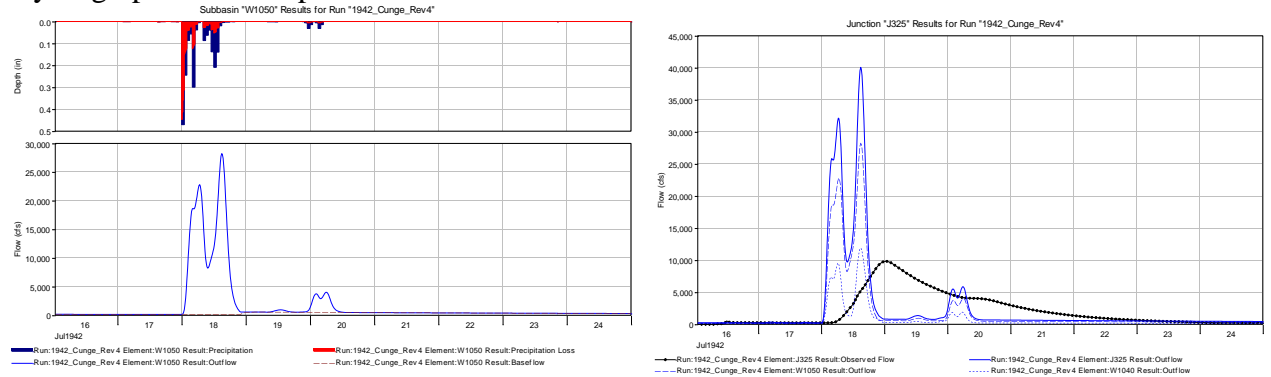 Subbasin "W1050" Results for Run "1942_Cunge_Rev4"
0.0
0.1
0.2
0.3
0.4
0.5
Depth (in)
30,000
25,000
20,000
15,000
10,000
5,000
0
Flow (cfs)
16 17 18 19 20 21 22 23 24
Jul1942
Run:1942_Cunge_Rev4 Element:W1050 Result:Precipitation
Run:1942_Cunge_Rev4 Element:W1050 Result:Precipitation Loss
Run:1942_Cunge_Rev4 Element:W1050 Result:Outflow
Run:1942_Cunge_Rev4 Element:W1050 Result:Baseflow
Junction "J325" Results for Run "1942_Cunge_Rev4"
45,000
40,000
35,000
30,000
25,000
20,000
15,000
10,000
5,000
0
Flow (cfs)
16 17 18 19 20 21 22 23 24
Jul1942
Run:1942_Cunge_Rev4 Element:J325 Result:Observed Flow
Run:1942_Cunge_Rev4 Element:J325 Result:Outflow
Run:1942_Cunge_Rev4 Element:W1050 Result:Outflow
Run:1942_Cunge_Rev4 Element:W1040 Result:Outflow